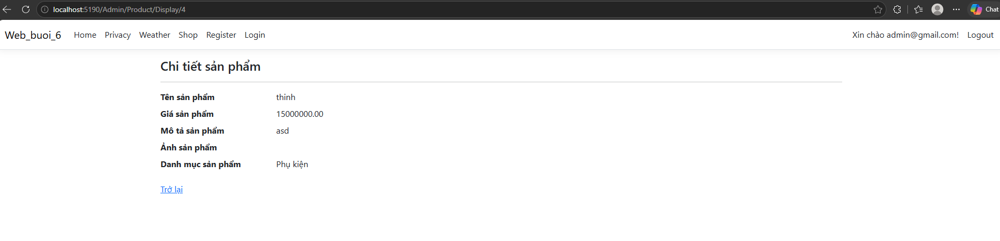 localhost:5190/Admin/Product/Display/4
Chat
Web_buoi_6 Home Privacy Weather Shop Register Login Xin chào admin@gmail.com! Logout
Chi tiết sản phẩm
Tên sản phẩm thinh
Giá sản phẩm 15000000.00
Mô tả sản phẩm asd
Ảnh sản phẩm
Danh mục sản phẩm Phụ kiện
Trở lại